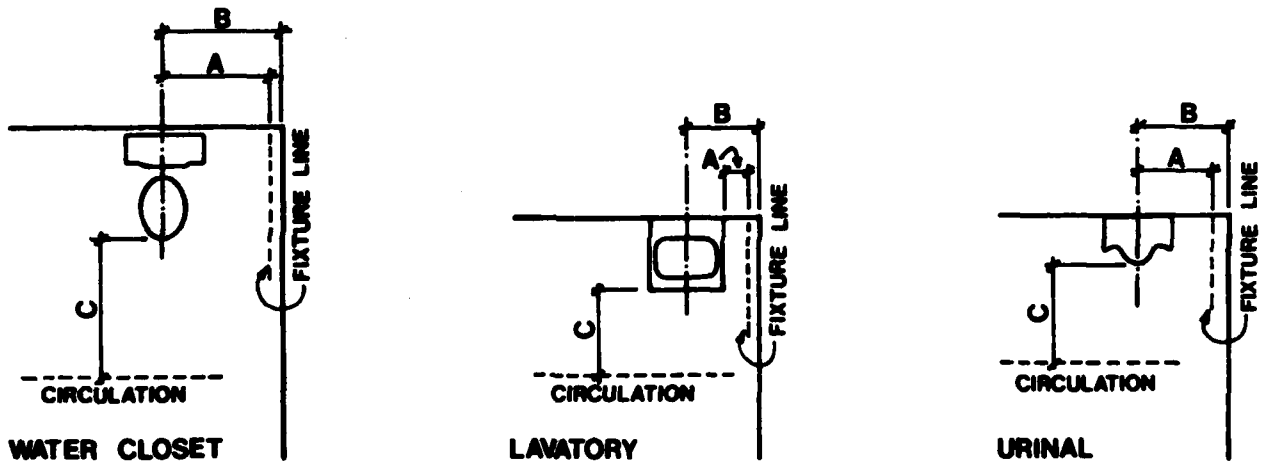 B
A
FIXTURE LINE
C
CIRCULATION
WATER CLOSET
B
A
FIXTURE LINE
C
CIRCULATION
LAVATORY
B
A
FIXTURE LINE
C
CIRCULATION
URINAL